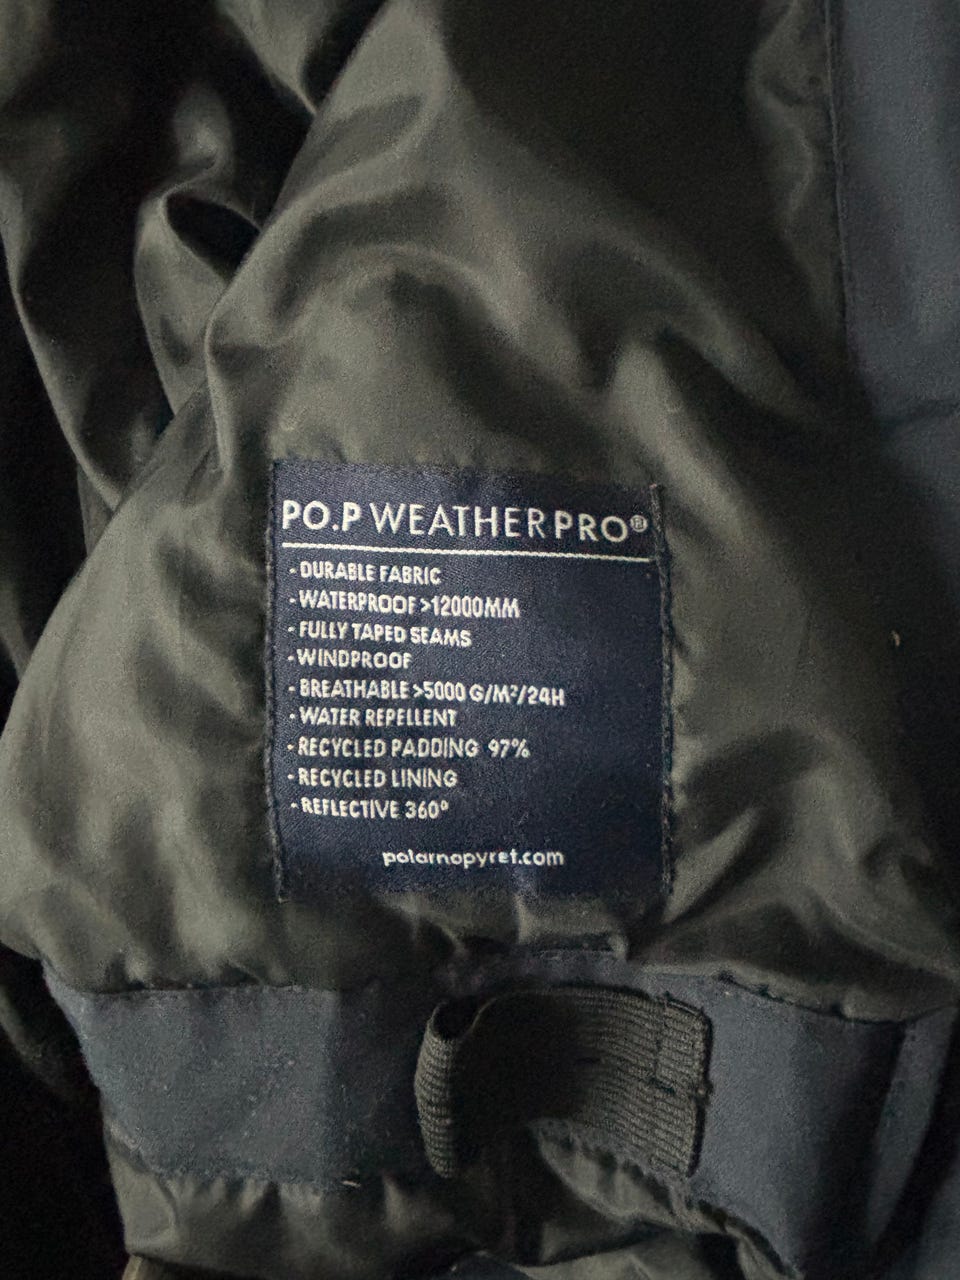 PO.P WEATHERPRO®
- DURABLE FABRIC
- WATERPROOF >12000MM
- FULLY TAPED SEAMS
- WINDPROOF
- BREATHABLE >5000 G/M²/24H
- WATER REPELLENT
- RECYCLED PADDING 97%
- RECYCLED LINING
- REFLECTIVE 360°
polarnopyret.com